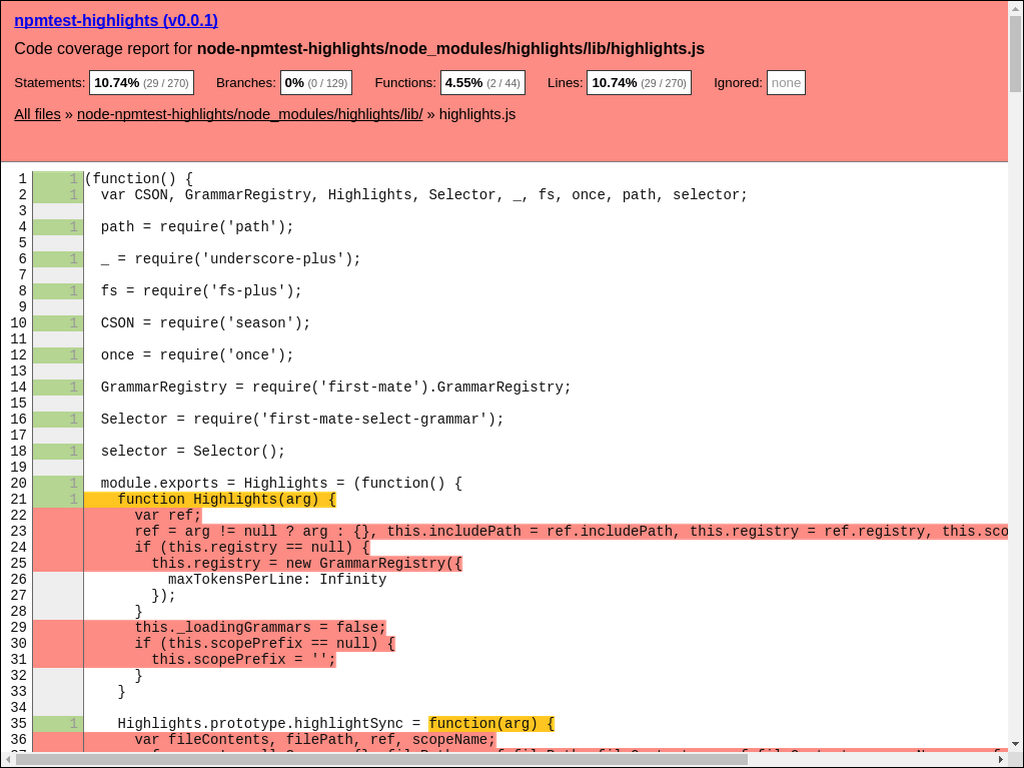 npmtest-highlights (v0.0.1)
Code coverage report for node-npmtest-highlights/node_modules/highlights/lib/highlights.js
Statements: 10.74% (29 / 270) Branches: 0% (0 / 129) Functions: 4.55% (2 / 44) Lines: 10.74% (29 / 270) Ignored: none
All files » node-npmtest-highlights/node_modules/highlights/lib/ » highlights.js
1 1 (function() {
2 1 var CSON, GrammarRegistry, Highlights, Selector, _, fs, once, path, selector;
3
4 1 path = require('path');
5
6 1 _ = require('underscore-plus');
7
8 1 fs = require('fs-plus');
9
10 1 CSON = require('season');
11
12 1 once = require('once');
13
14 1 GrammarRegistry = require('first-mate').GrammarRegistry;
15
16 1 Selector = require('first-mate-select-grammar');
17
18 1 selector = Selector();
19
20 1 module.exports = Highlights = (function() {
21 1 function Highlights(arg) {
22 var ref;
23 ref = arg != null ? arg : {}, this.includePath = ref.includePath, this.registry = ref.registry, this.sco
24 if (this.registry == null) {
25 this.registry = new GrammarRegistry({
26 maxTokensPerLine: Infinity
27 });
28 }
29 this._loadingGrammars = false;
30 if (this.scopePrefix == null) {
31 this.scopePrefix = '';
32 }
33 }
34
35 1 Highlights.prototype.highlightSync = function(arg) {
36 var fileContents, filePath, ref, scopeName;